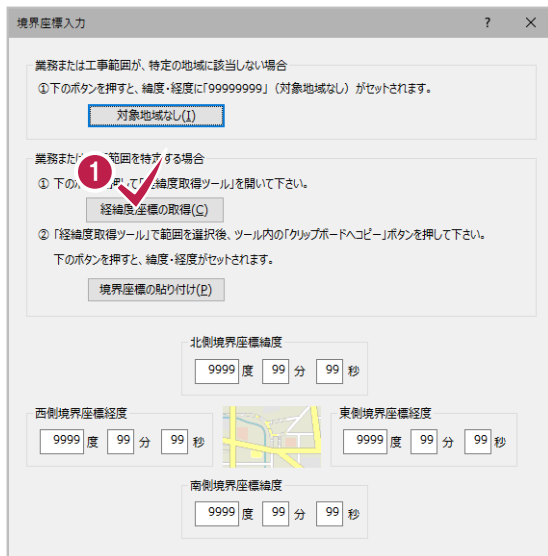 境界座標入力 ? ×
業務または工事範囲が、特定の地域に該当しない場合
①下のボタンを押すと、緯度・経度に「99999999」（対象地域なし）がセットされます。
対象地域なし(I)
業務または 範囲を特定する場合
① 下のボ して「経緯度取得ツール」を開いて下さい。
1
経緯度座標の取得(C)
② 「経緯度取得ツール」で範囲を選択後、ツール内の「クリップボードへコピー」ボタンを押して下さい。
下のボタンを押すと、緯度・経度がセットされます。
境界座標の貼り付け(P)
北側境界座標緯度
9999 度 99 分 99 秒
西側境界座標経度 東側境界座標経度
9999 度 99 分 99 秒 9999 度 99 分 99 秒
南側境界座標緯度
9999 度 99 分 99 秒